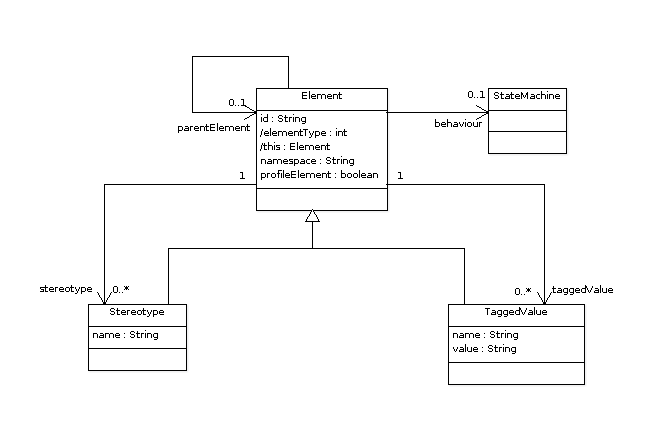 Element
StateMachine
0..1
0..1
parentElement
behaviour
id : String
/elementType : int
/this : Element
namespace : String
profileElement : boolean
1
1
stereotype
0..*
0..*
taggedValue
Stereotype
name : String
TaggedValue
name : String
value : String